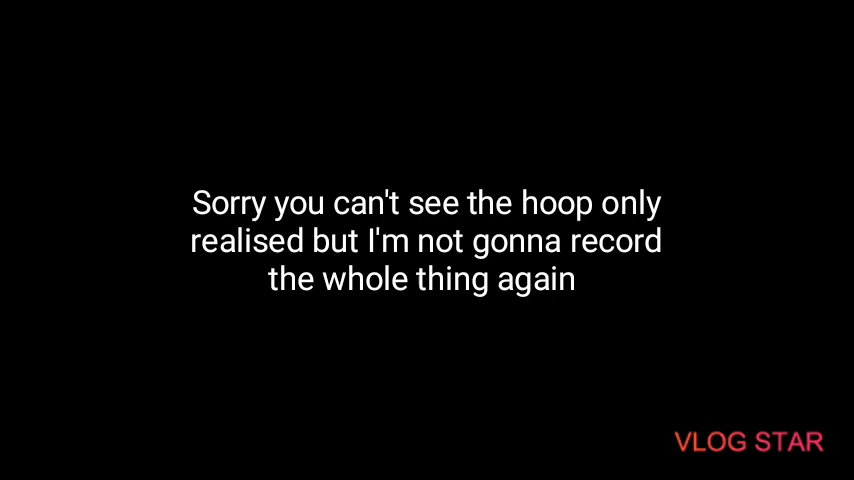 Sorry you can't see the hoop only
realised but I'm not gonna record
the whole thing again
VLOG STAR